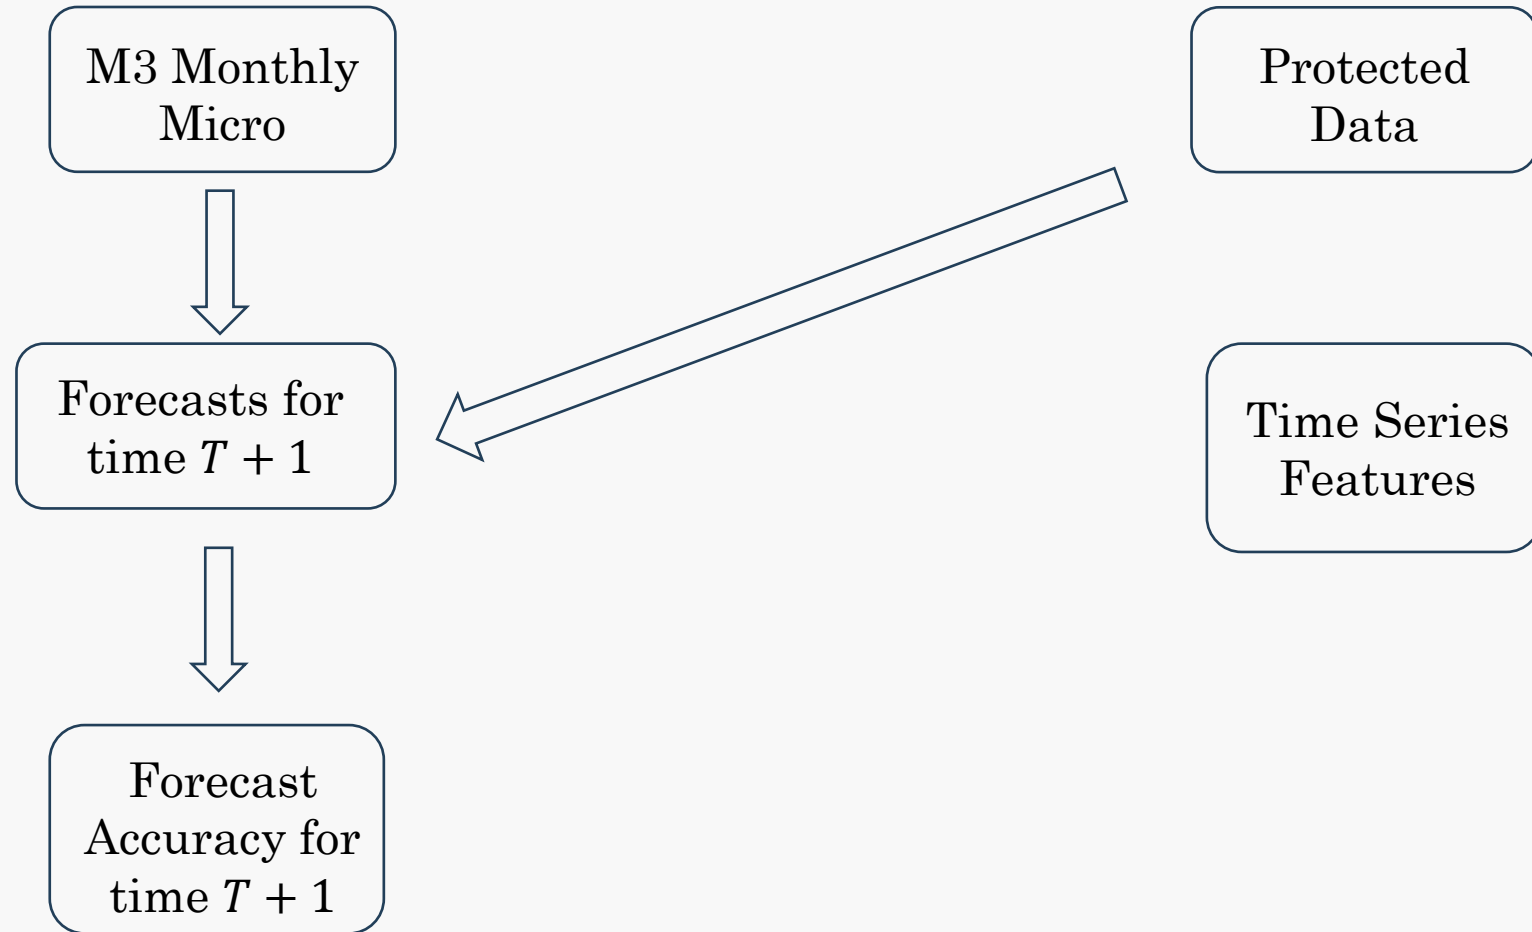 M3 Monthly
Micro
Protected
Data
Forecasts for
time T + 1
Time Series
Features
Forecast
Accuracy for
time T + 1